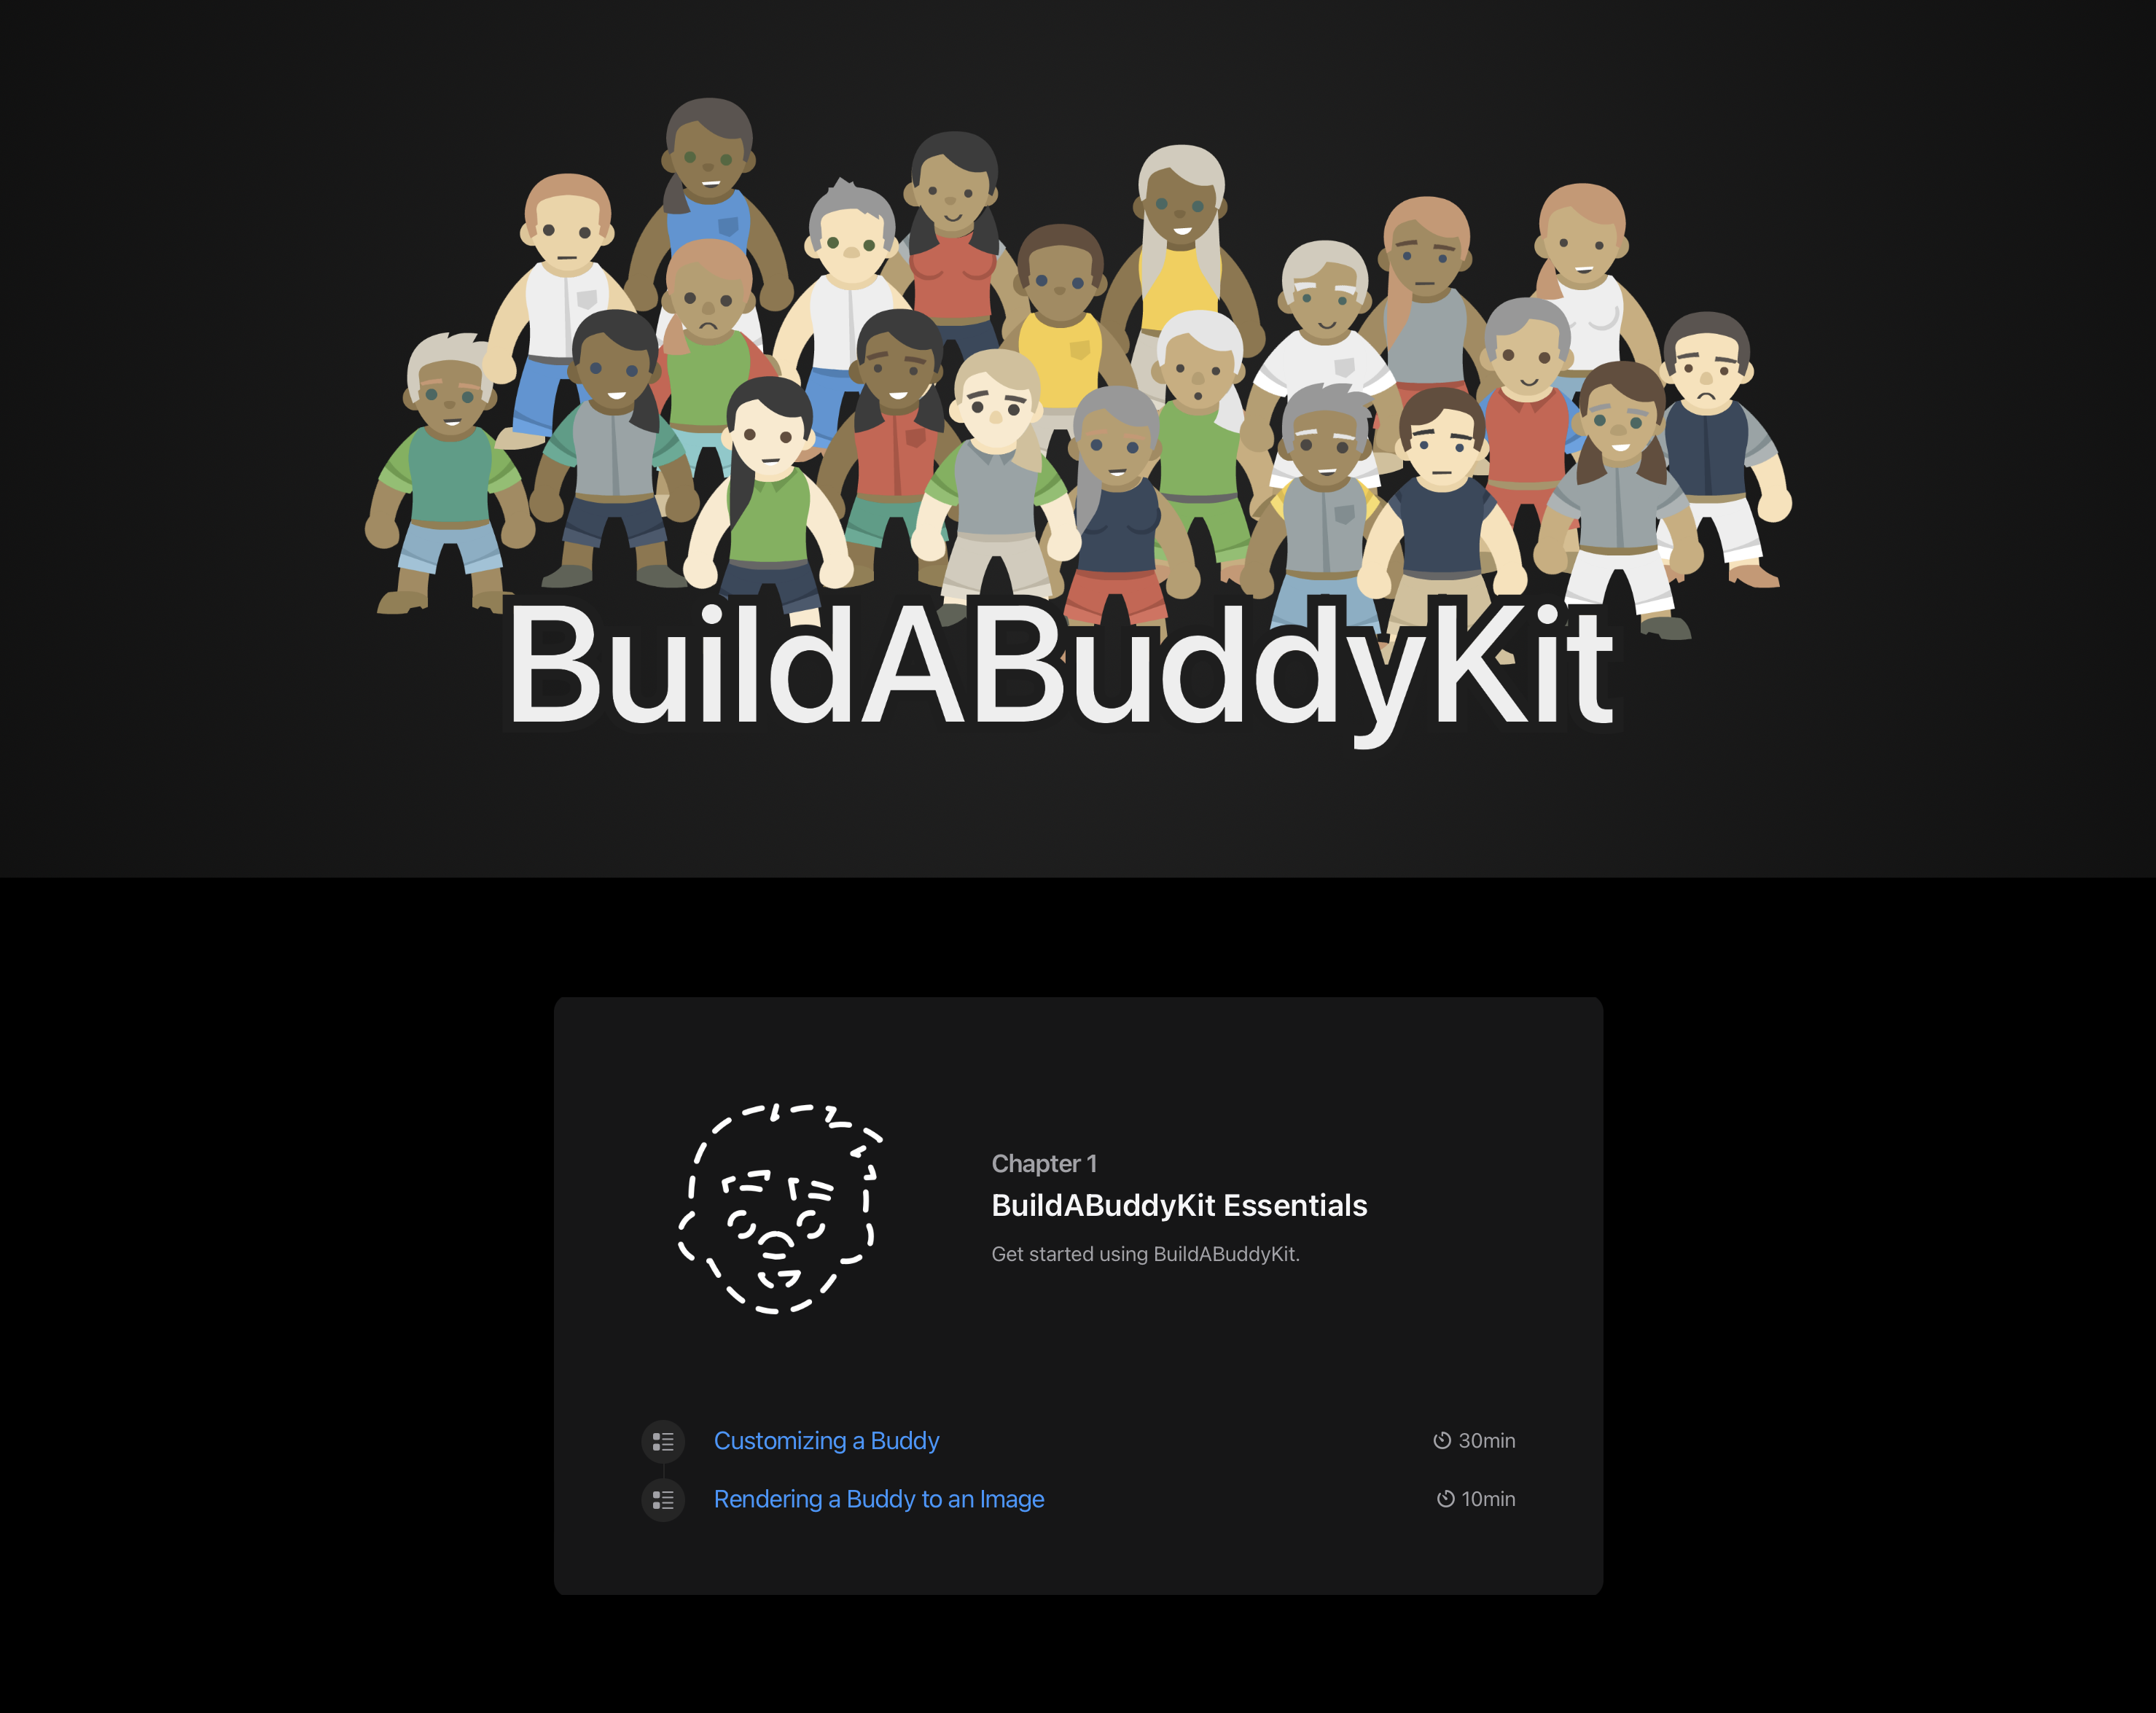 BuildABuddyKit
Chapter 1
BuildABuddyKit Essentials
Get started using BuildABuddyKit.
Customizing a Buddy
30min
Rendering a Buddy to an Image
10min